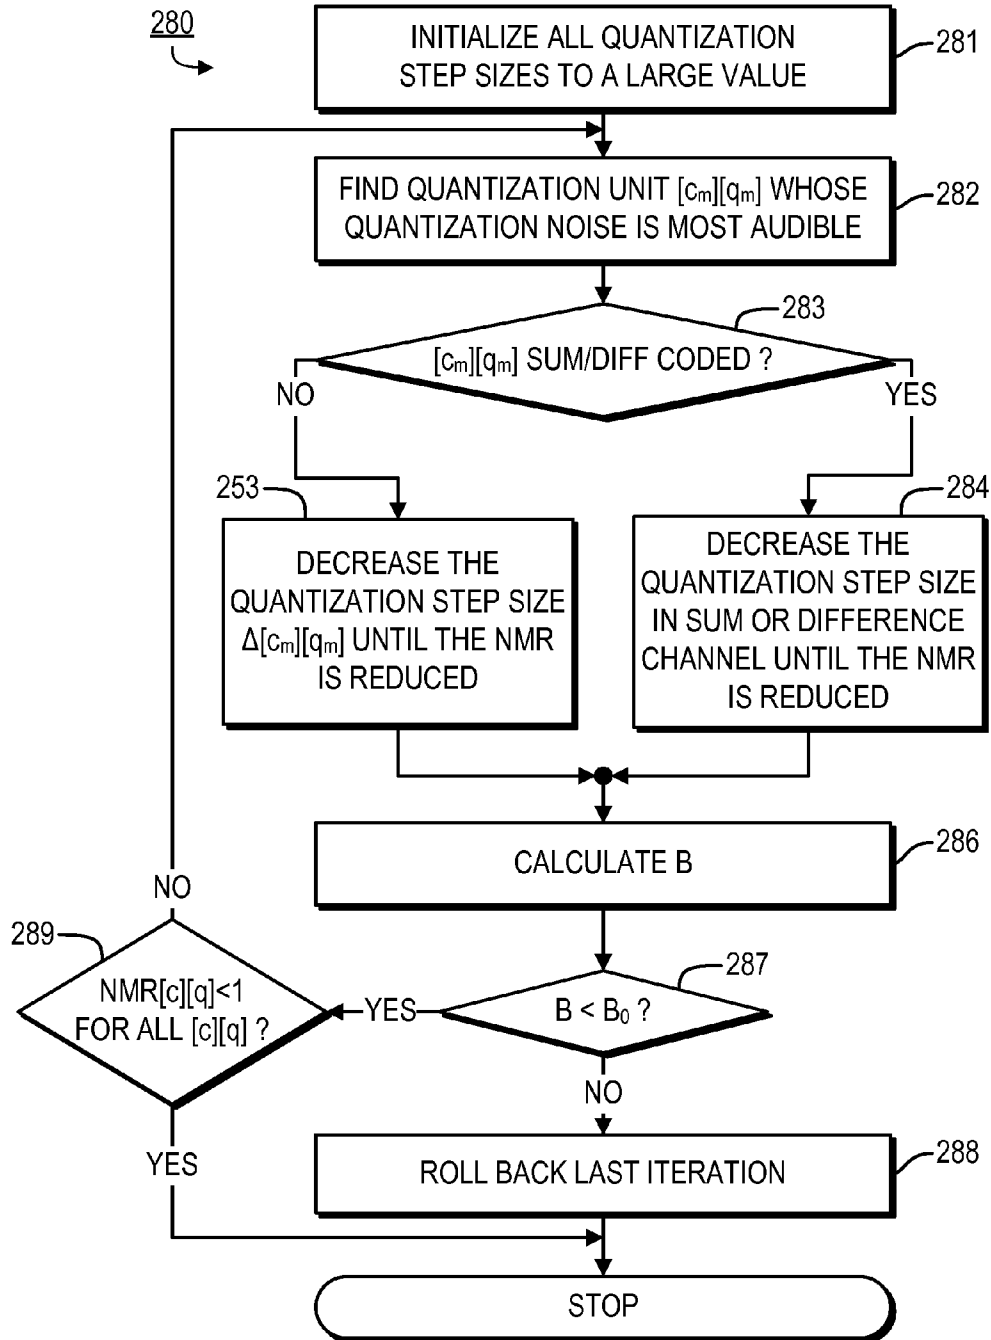 280
INITIALIZE ALL QUANTIZATION
STEP SIZES TO A LARGE VALUE
281
FIND QUANTIZATION UNIT [cₘ][qₘ] WHOSE
QUANTIZATION NOISE IS MOST AUDIBLE
282
283
[cₘ][qₘ] SUM/DIFF CODED ?
NO
YES
253
284
DECREASE THE
QUANTIZATION STEP SIZE
Δ[cₘ][qₘ] UNTIL THE NMR
IS REDUCED
DECREASE THE
QUANTIZATION STEP SIZE
IN SUM OR DIFFERENCE
CHANNEL UNTIL THE NMR
IS REDUCED
CALCULATE B
286
NO
289
NMR[c][q]<1
FOR ALL [c][q] ?
YES
287
B < B₀ ?
NO
YES
ROLL BACK LAST ITERATION
288
STOP